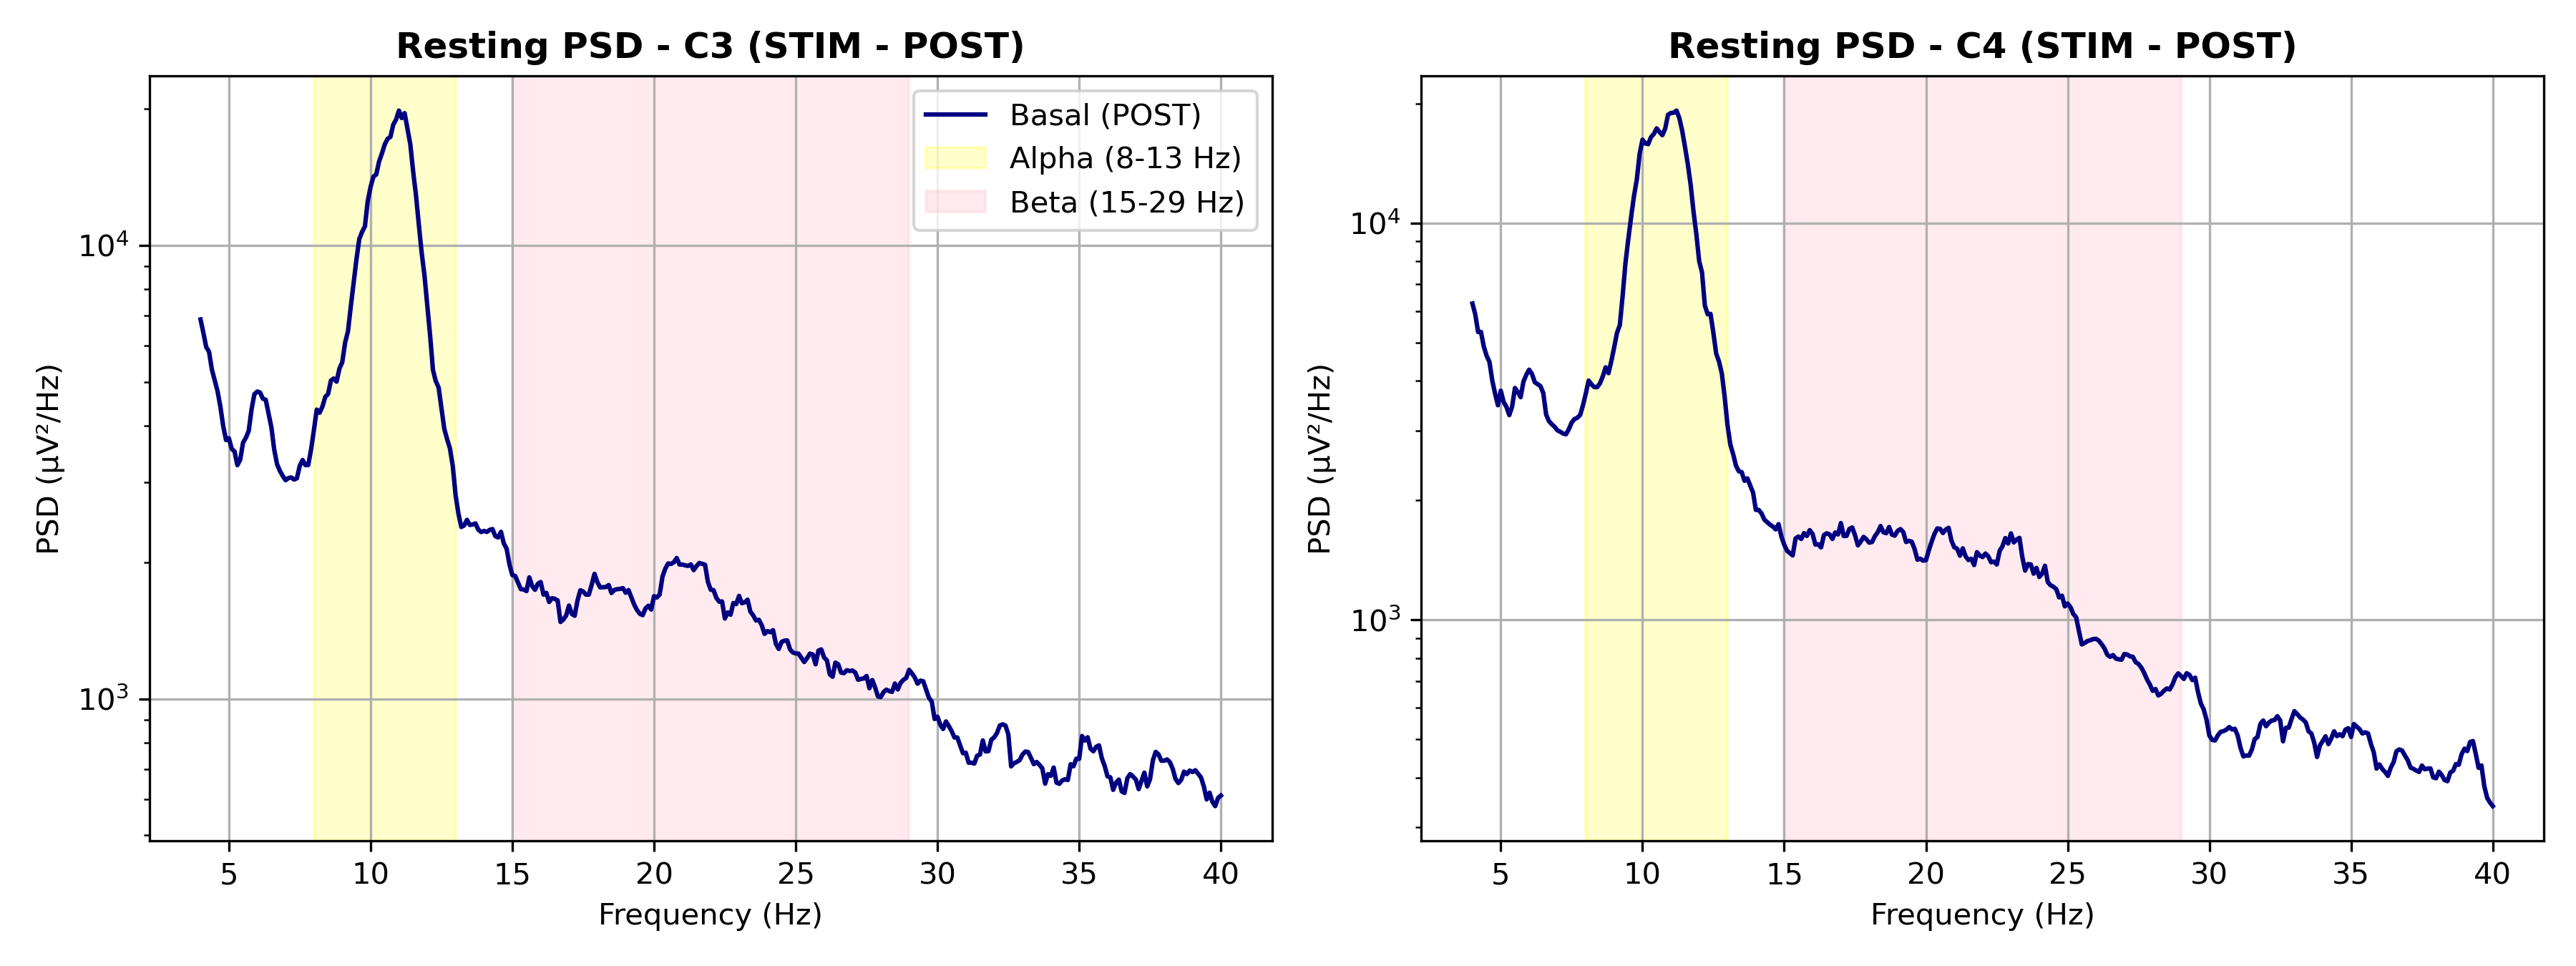 Resting PSD - C3 (STIM - POST)
PSD (µV²/Hz)
10⁴
10³
Basal (POST)
Alpha (8-13 Hz)
Beta (15-29 Hz)
5 10 15 20 25 30 35 40
Frequency (Hz)
Resting PSD - C4 (STIM - POST)
PSD (µV²/Hz)
10⁴
10³
5 10 15 20 25 30 35 40
Frequency (Hz)